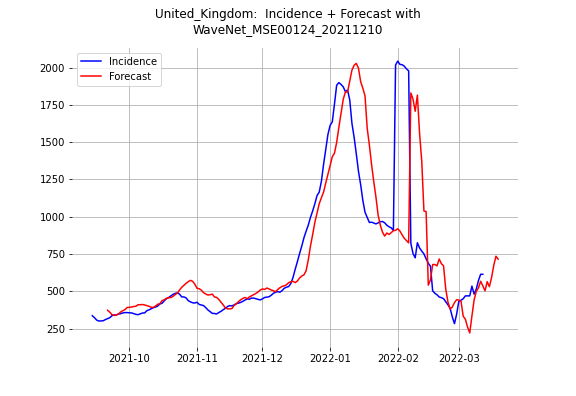 United_Kingdom:  Incidence + Forecast with
WaveNet_MSE00124_20211210
Incidence
Forecast
2000
1750
1500
1250
1000
750
500
250
2021-10 2021-11 2021-12 2022-01 2022-02 2022-03